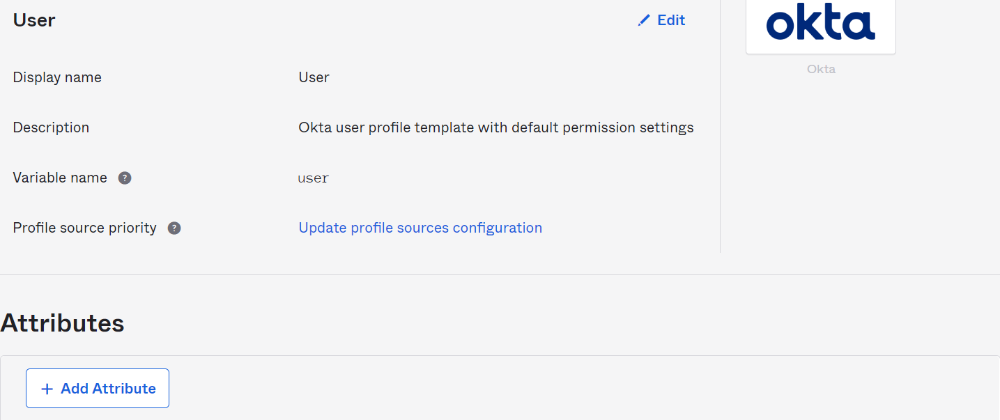 User
Edit
okta
Okta
Display name
User
Description
Okta user profile template with default permission settings
Variable name ?
user
Profile source priority ?
Update profile sources configuration
Attributes
+ Add Attribute